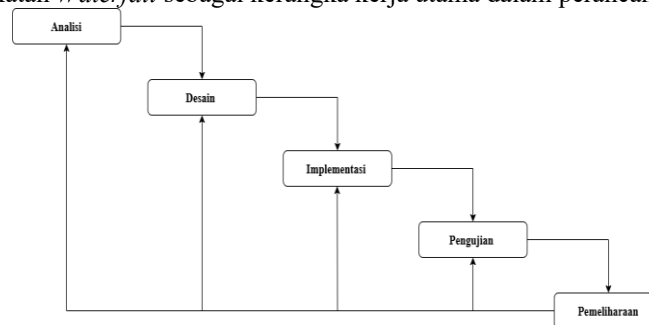 Waterfall sebagai kerangka kerja utama dalam
Analisi
Desain
Implementasi
Pengujian
Pemeliharaan